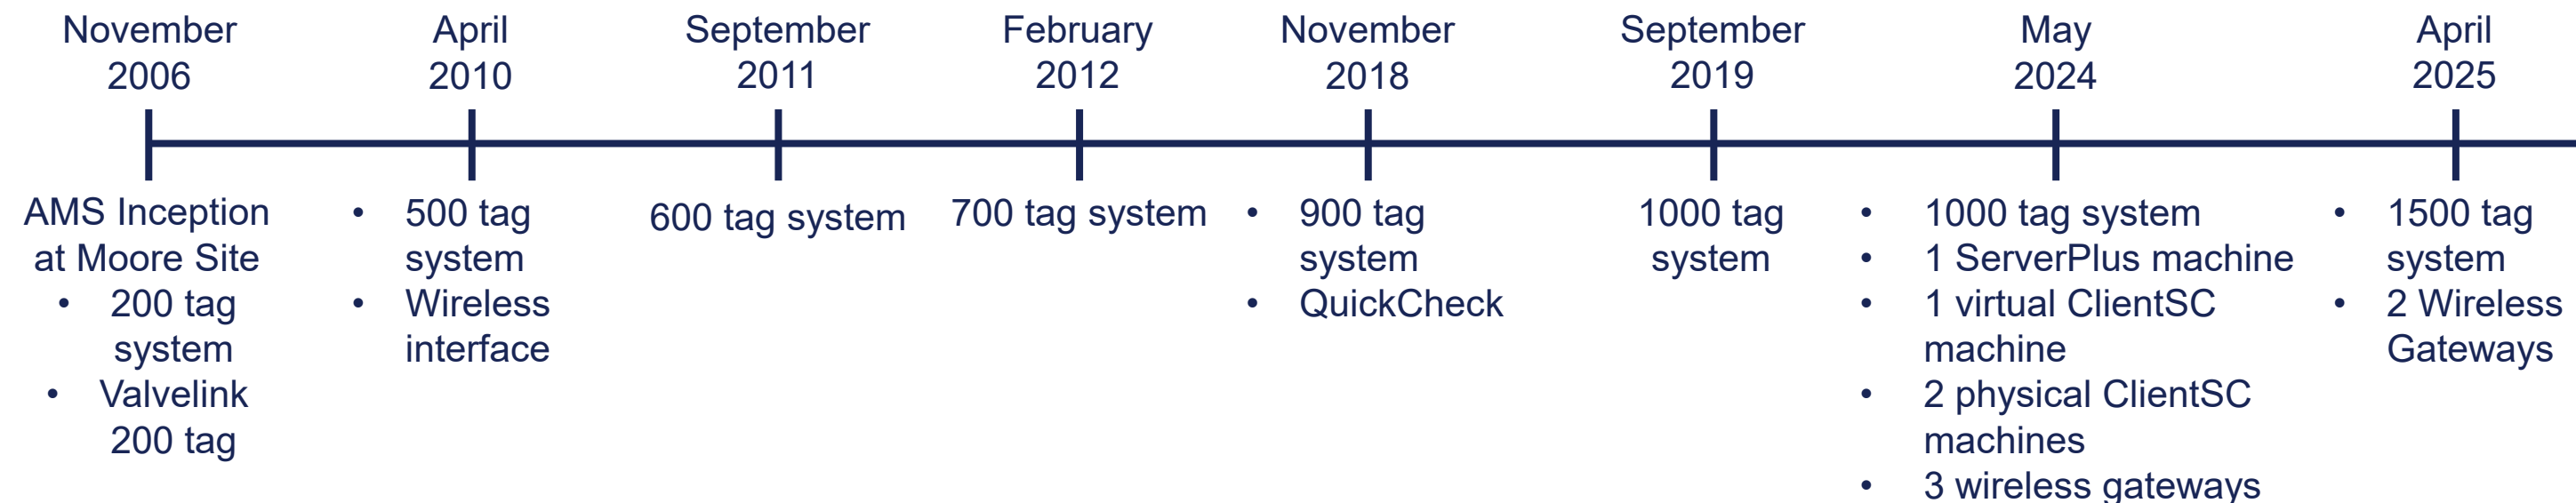 November
2006
April
2010
September
2011
February
2012
November
2018
September
2019
May
2024
April
2025
AMS Inception
at Moore Site
• 200 tag
system
• Valvelink
200 tag
• 500 tag
system
• Wireless
interface
600 tag system
700 tag system
• 900 tag
system
• QuickCheck
1000 tag
system
• 1000 tag system
• 1 ServerPlus machine
• 1 virtual ClientSC
machine
• 2 physical ClientSC
machines
• 3 wireless gateways
• 1500 tag
system
• 2 Wireless
Gateways